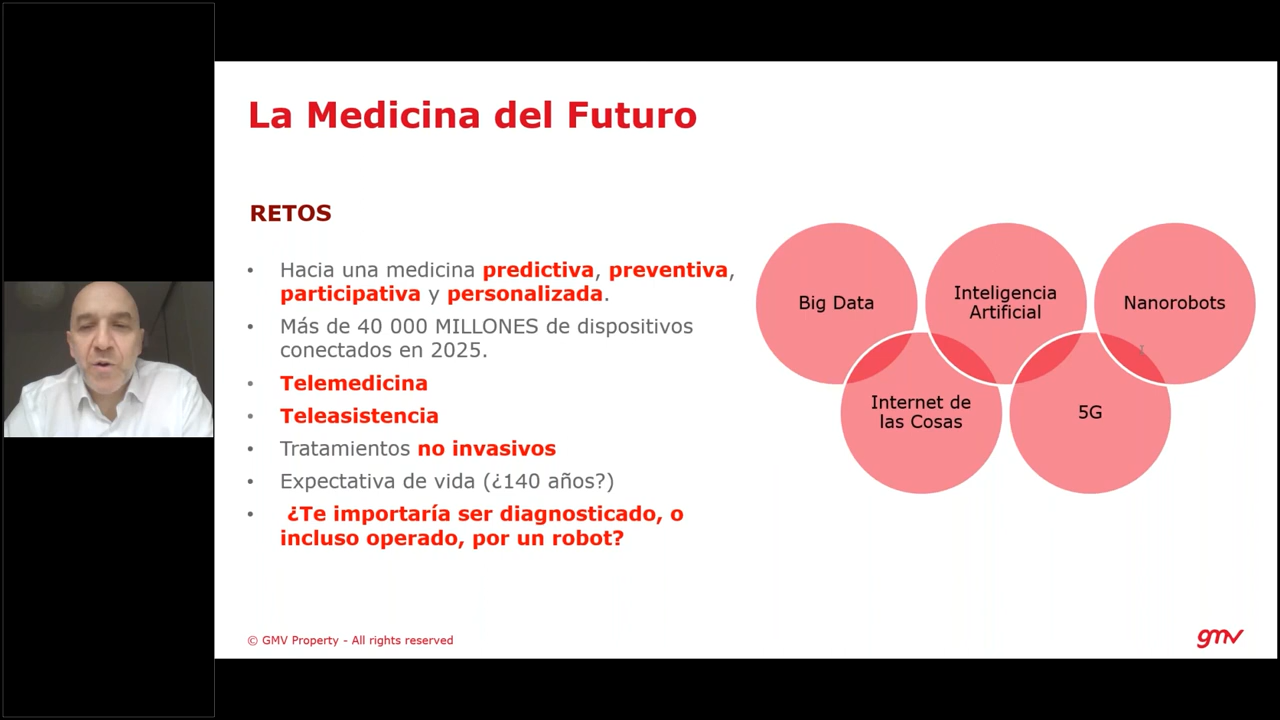 La Medicina del Futuro
RETOS
• Hacia una medicina predictiva, preventiva,
participativa y personalizada.
• Más de 40 000 MILLONES de dispositivos
conectados en 2025.
• Telemedicina
• Teleasistencia
• Tratamientos no invasivos
• Expectativa de vida (¿140 años?)
• ¿Te importaría ser diagnosticado, o
incluso operado, por un robot?
Big Data
Inteligencia
Artificial
Nanorobots
Internet de
las Cosas
5G
© GMV Property - All rights reserved
gmv